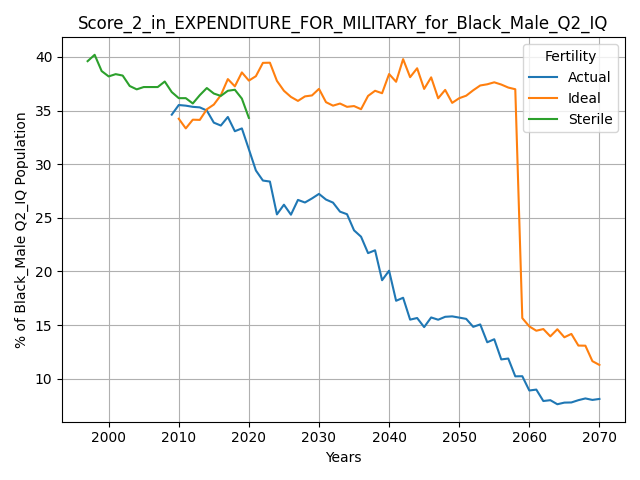 Score_2_in_EXPENDITURE_FOR_MILITARY_for_Black_Male_Q2_IQ
Fertility
Actual
Ideal
Sterile
% of Black_Male Q2_IQ Population
40
35
30
25
20
15
10
2000 2010 2020 2030 2040 2050 2060 2070
Years